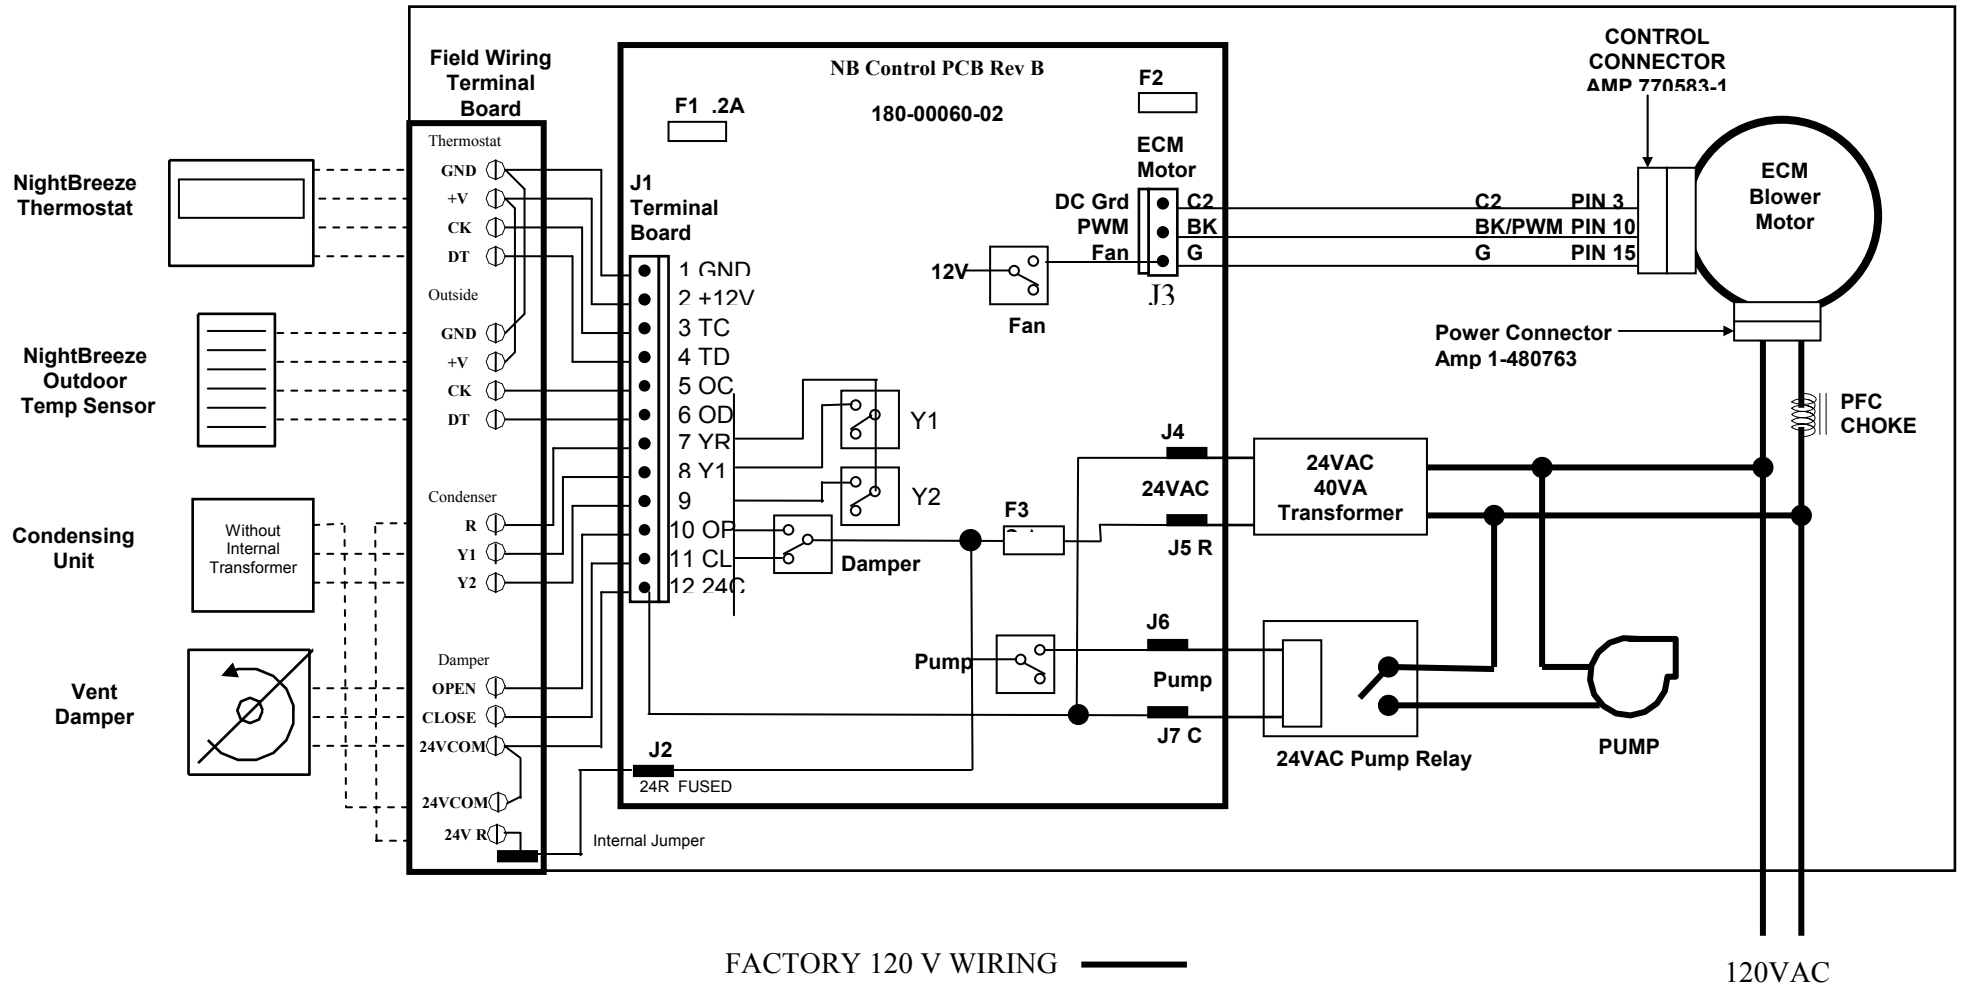 NB Control PCB Rev B
180-00060-02
F1 .2A
F2
CONTROL
CONNECTOR
AMP 770583-1
Field Wiring
Terminal
Board
Thermostat
GND
+V
CK
DT
Outside
GND
+V
CK
DT
Condenser
R
Y1
Y2
Damper
OPEN
CLOSE
24VCOM
24VCOM
24V R
NightBreeze
Thermostat
NightBreeze
Outdoor
Temp Sensor
Condensing
Unit
Without
Internal
Transformer
Vent
Damper
J1
Terminal
Board
1 GND
2 +12V
3 TC
4 TD
5 OC
6 OD
7 YR
8 Y1
9
10 OP
11 CL
12 24C
Y1
Y2
Damper
ECM
Motor
DC Grd
PWM
Fan
C2
BK
G
J3
12V
Fan
C2 PIN 3
BK/PWM PIN 10
G PIN 15
ECM
Blower
Motor
Power Connector
Amp 1-480763
PFC
CHOKE
J4
24VAC
J5 R
F3
24VAC
40VA
Transformer
J6
Pump
Pump
J7 C
24VAC Pump Relay
PUMP
J2
24R FUSED
Internal Jumper
FACTORY 120 V WIRING
120VAC